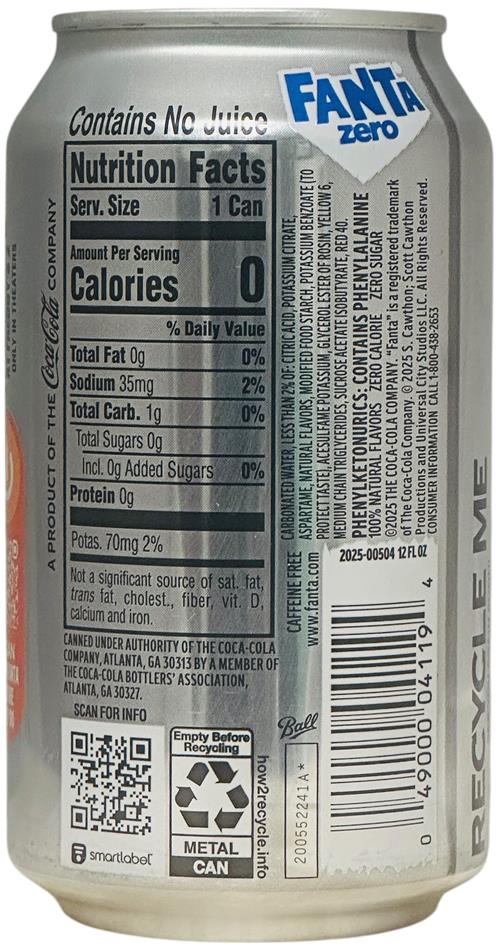 FANTA
zero
Contains No Juice
Nutrition Facts
Serv. Size 1 Can
Amount Per Serving
Calories 0
% Daily Value
Total Fat 0g 0%
Sodium 35mg 2%
Total Carb. 1g 0%
Total Sugars 0g
Incl. 0g Added Sugars 0%
Protein 0g
Potas. 70mg 2%
Not a significant source of sat. fat,
trans fat, cholest., fiber, vit. D,
calcium and iron.
CANNED UNDER AUTHORITY OF THE COCA-COLA
COMPANY, ATLANTA, GA 30313 BY A MEMBER OF
THE COCA-COLA BOTTLERS' ASSOCIATION,
ATLANTA, GA 30327.
SCAN FOR INFO
smartlabel
Empty Before
Recycling
METAL
CAN
how2recycle.info
A PRODUCT OF THE Coca-Cola COMPANY
ONLY IN THEATERS
CARBONATED WATER, LESS THAN 2% OF: CITRIC ACID, POTASSIUM CITRATE,
ASPARTAME, NATURAL FLAVORS, MODIFIED FOOD STARCH, POTASSIUM BENZOATE (TO
PROTECT TASTE), ACESULFAME POTASSIUM, GLYCEROL ESTER OF ROSIN, YELLOW 6,
MEDIUM CHAIN TRIGLYCERIDES, SUCROSE ACETATE ISOBUTYRATE, RED 40.
PHENYLKETONURICS: CONTAINS PHENYLALANINE
100% NATURAL FLAVORS ZERO CALORIE ZERO SUGAR
©2025 THE COCA-COLA COMPANY. "Fanta" is a registered trademark
of The Coca-Cola Company. © 2025 S. Cawthon; Scott Cawthon
Productions and Universal City Studios LLC. All Rights Reserved.
CONSUMER INFORMATION CALL 1-800-438-2653
CAFFEINE FREE
www.fanta.com
2025-00504 12 FL OZ
0 49000 04119 4
Ball
200552241A*
RECYCLE ME